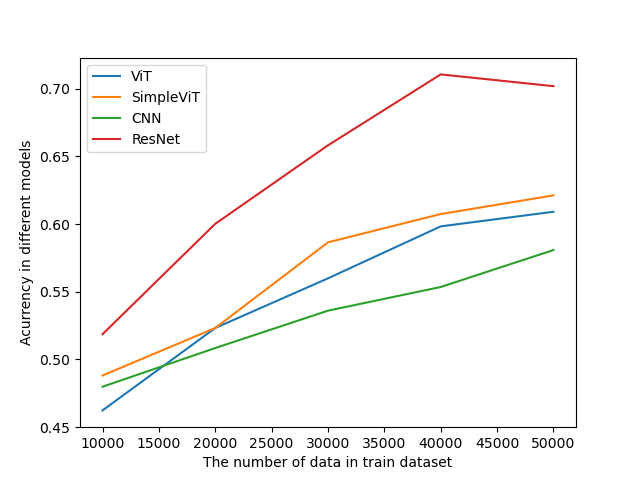 ViT
SimpleViT
CNN
ResNet
Acurrency in different models
0.70
0.65
0.60
0.55
0.50
0.45
10000 15000 20000 25000 30000 35000 40000 45000 50000
The number of data in train dataset